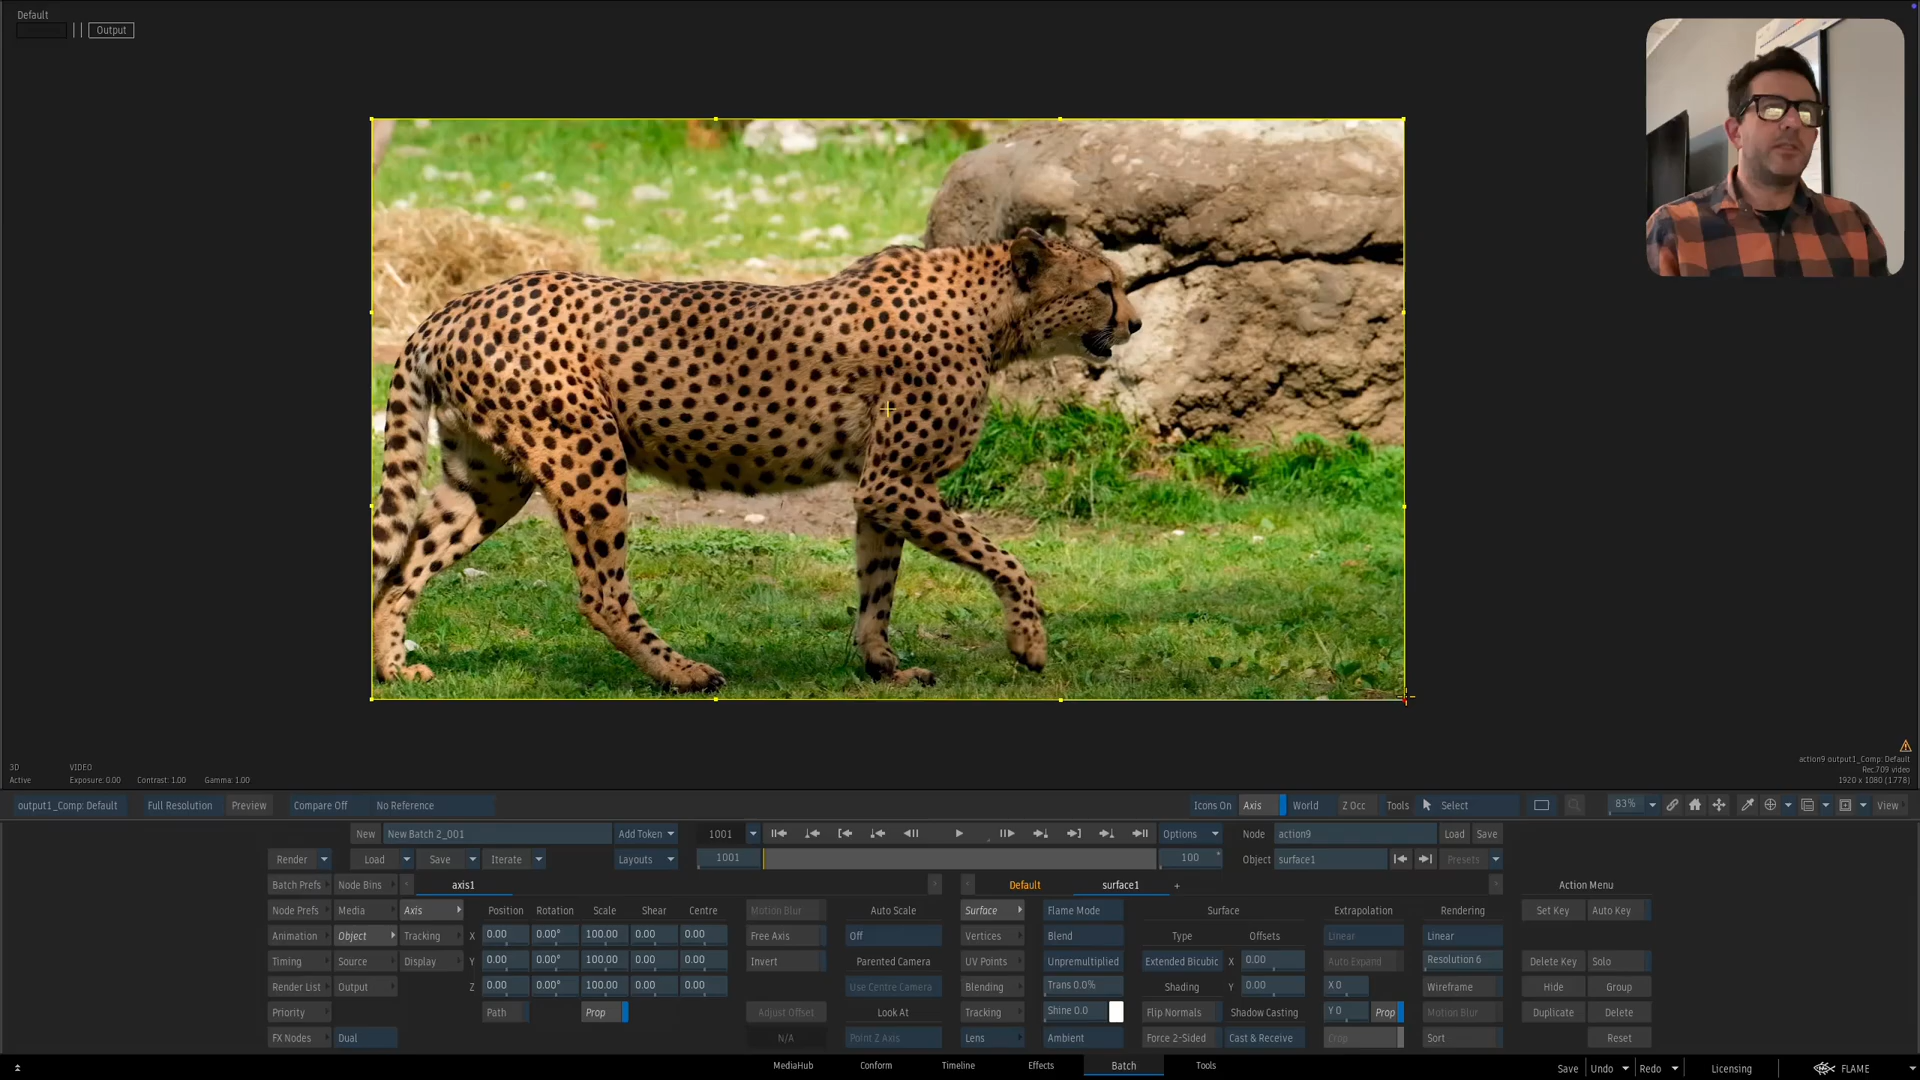 Default
Output
3D VIDEO
Active Exposure: 0.00 Contrast: 1.00 Gamma: 1.00
action9 output1_Comp: Default
Rec.709 video
1920 x 1080 (1.778)
output1_Comp: Default Full Resolution Preview Compare Off No Reference Icons On Axis World Z Occ Tools Select 83% View
New New Batch 2_001 Add Token 1001 Options Node action9 Load Save
Render Load Save Iterate Layouts 1001 100 Object surface1 Presets
Batch Prefs Node Bins axis1 Default surface1 + Action Menu
Node Prefs Media Axis Position Rotation Scale Shear Centre Motion Blur Auto Scale Surface Flame Mode Surface Extrapolation Rendering Set Key Auto Key
Animation Object Tracking X 0.00 0.00° 100.00 0.00 0.00 Free Axis Off Vertices Blend Type Offsets Linear Linear
Timing Source Display Y 0.00 0.00° 100.00 0.00 0.00 Invert Parented Camera UV Points Unpremultiplied Extended Bicubic X 0.00 Auto Expand Resolution 6 Delete Key Solo
Render List Output Z 0.00 0.00° 100.00 0.00 0.00 Use Centre Camera Blending Trans 0.0% Shading Y 0.00 X 0 Wireframe Hide Group
Priority Path Prop Adjust Offset Look At Tracking Shine 0.0 Flip Normals Shadow Casting Y 0 Prop Motion Blur Duplicate Delete
FX Nodes Dual N/A Point Z Axis Lens Ambient Force 2-Sided Cast & Receive Crop Sort Reset
MediaHub Conform Timeline Effects Batch Tools Save Undo Redo Licensing FLAME